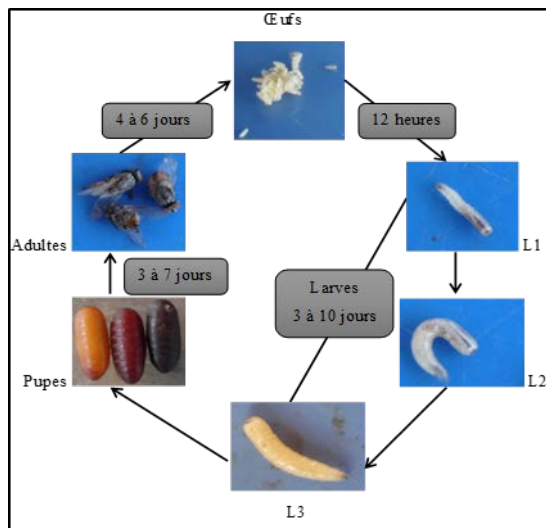 Œufs
4 à 6 jours
12 heures
Adultes
L1
3 à 7 jours
Larves
3 à 10 jours
Pupes
L2
L3